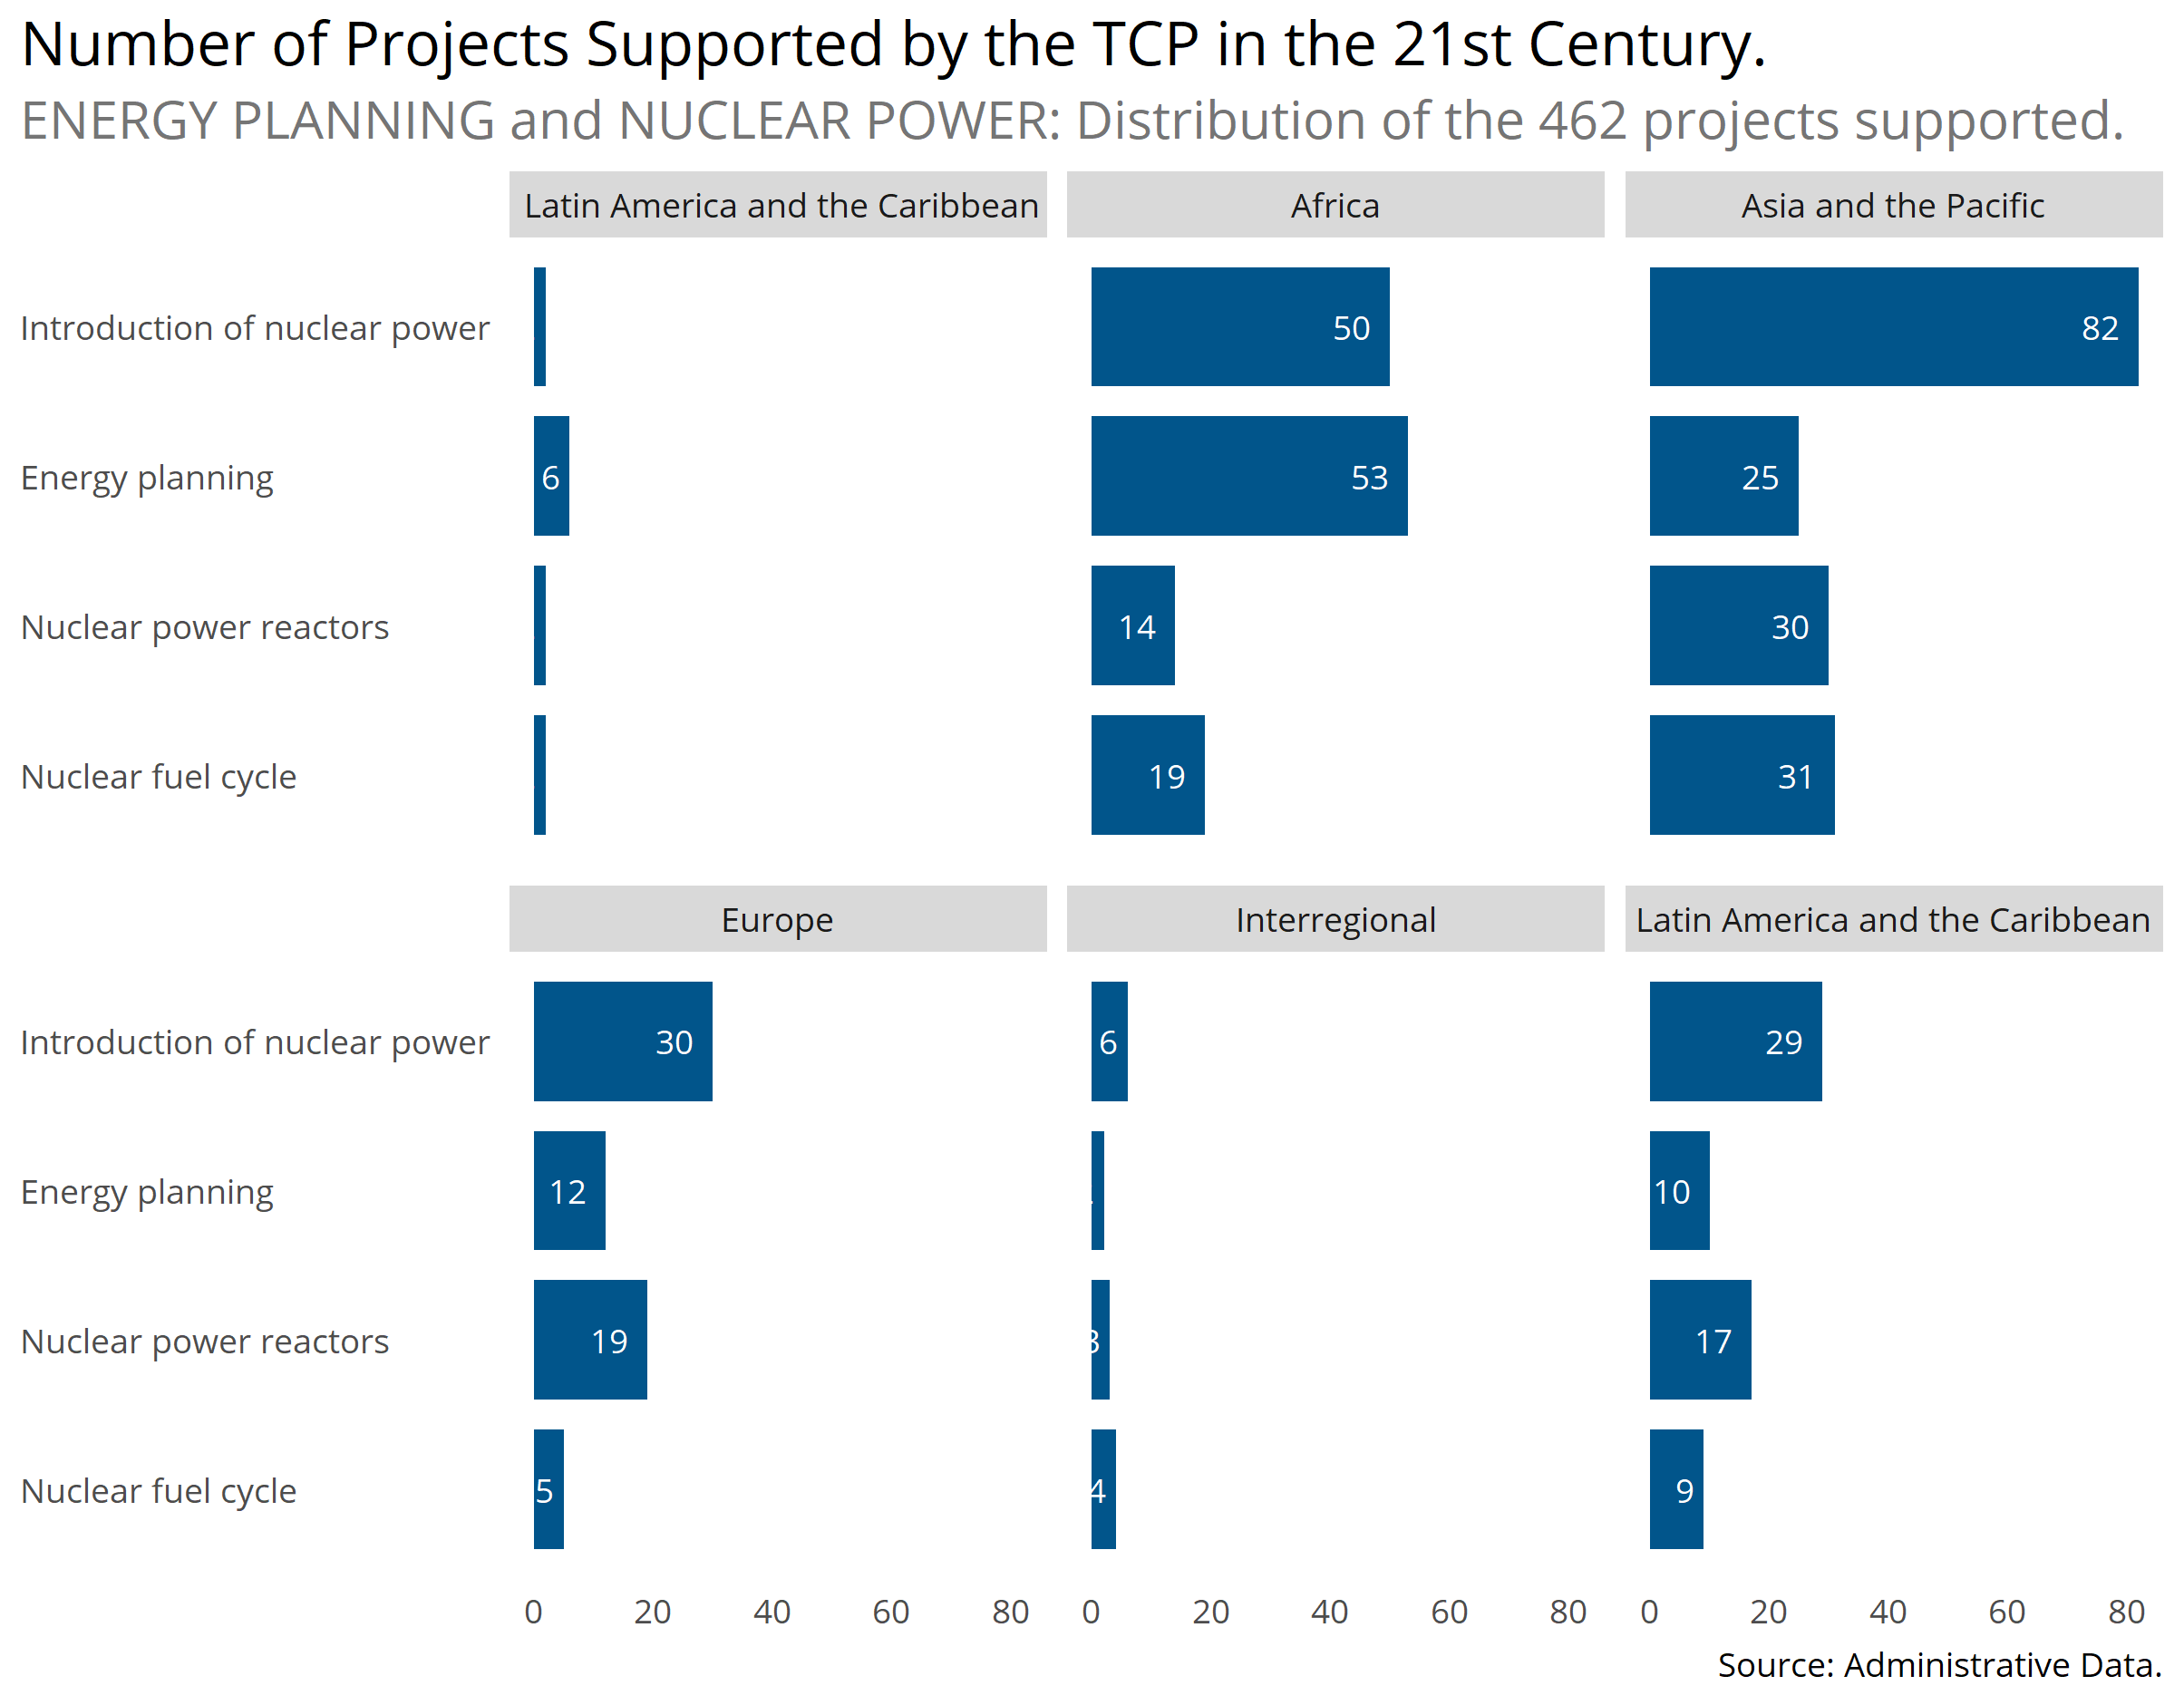 Number of Projects Supported by the TCP in the 21st Century.
ENERGY PLANNING and NUCLEAR POWER: Distribution of the 462 projects supported.
Latin America and the Caribbean
Africa
Asia and the Pacific
Introduction of nuclear power
50
82
Energy planning
6
53
25
Nuclear power reactors
14
30
Nuclear fuel cycle
19
31
Europe
Interregional
Latin America and the Caribbean
Introduction of nuclear power
30
6
29
Energy planning
12
10
Nuclear power reactors
19
3
17
Nuclear fuel cycle
5
4
9
0 20 40 60 80
0 20 40 60 80
0 20 40 60 80
Source: Administrative Data.